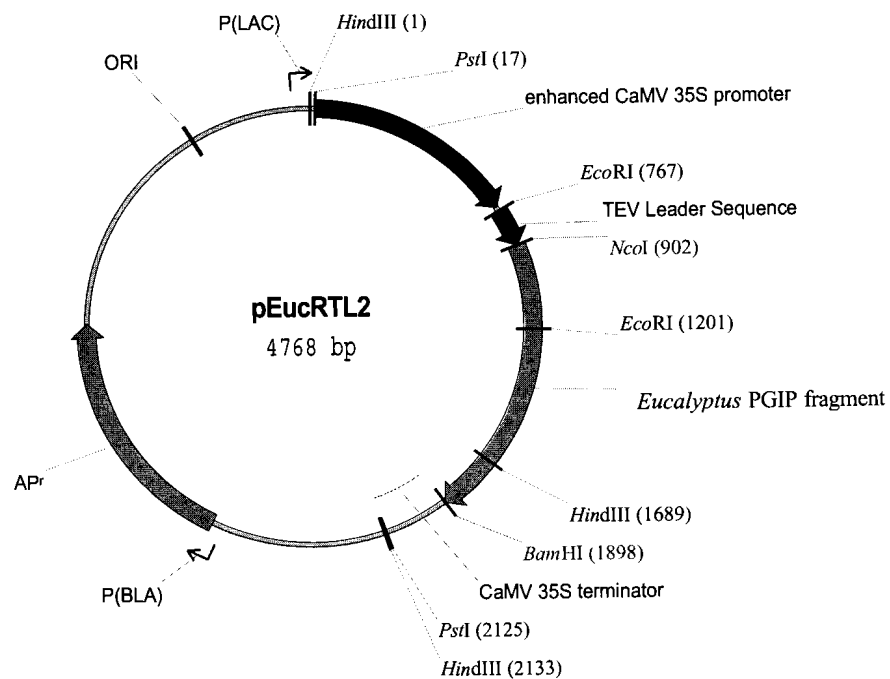 P(LAC)
HindIII (1)
ORI
PstI (17)
enhanced CaMV 35S promoter
EcoRI (767)
TEV Leader Sequence
NcoI (902)
pEucRTL2
4768 bp
EcoRI (1201)
Eucalyptus PGIP fragment
APr
HindIII (1689)
BamHI (1898)
P(BLA)
CaMV 35S terminator
PstI (2125)
HindIII (2133)